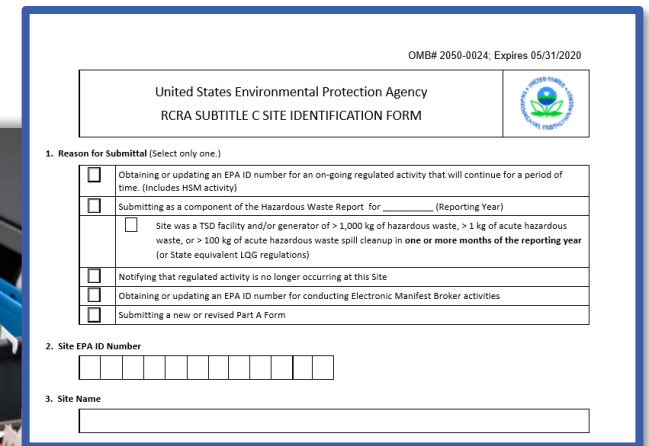 OMB# 2050-0024; Expires 05/31/2020
United States Environmental Protection Agency
RCRA SUBTITLE C SITE IDENTIFICATION FORM
1. Reason for Submittal (Select only one.)
Obtaining or updating an EPA ID number for an on-going regulated activity that will continue for a period of
time. (Includes HSM activity)
Submitting as a component of the Hazardous Waste Report for __________ (Reporting Year)
Site was a TSD facility and/or generator of > 1,000 kg of hazardous waste, > 1 kg of acute hazardous
waste, or > 100 kg of acute hazardous waste spill cleanup in one or more months of the reporting year
(or State equivalent LQG regulations)
Notifying that regulated activity is no longer occurring at this Site
Obtaining or updating an EPA ID number for conducting Electronic Manifest Broker activities
Submitting a new or revised Part A Form
2. Site EPA ID Number
3. Site Name